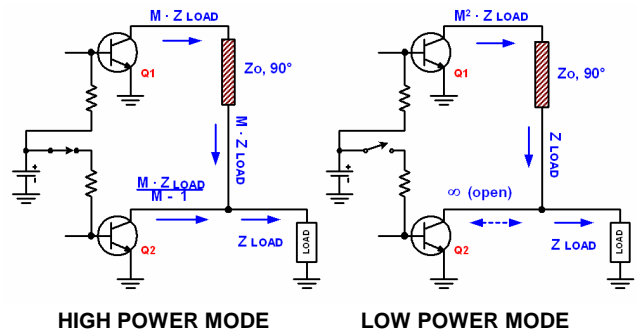 M · Z LOAD
Q1
Zo, 90°
M · Z LOAD
M · Z LOAD
M - 1
+
Q2
Z LOAD
LOAD
HIGH POWER MODE
M² · Z LOAD
Q1
Zo, 90°
Z LOAD
∞ (open)
+
Q2
Z LOAD
LOAD
LOW POWER MODE